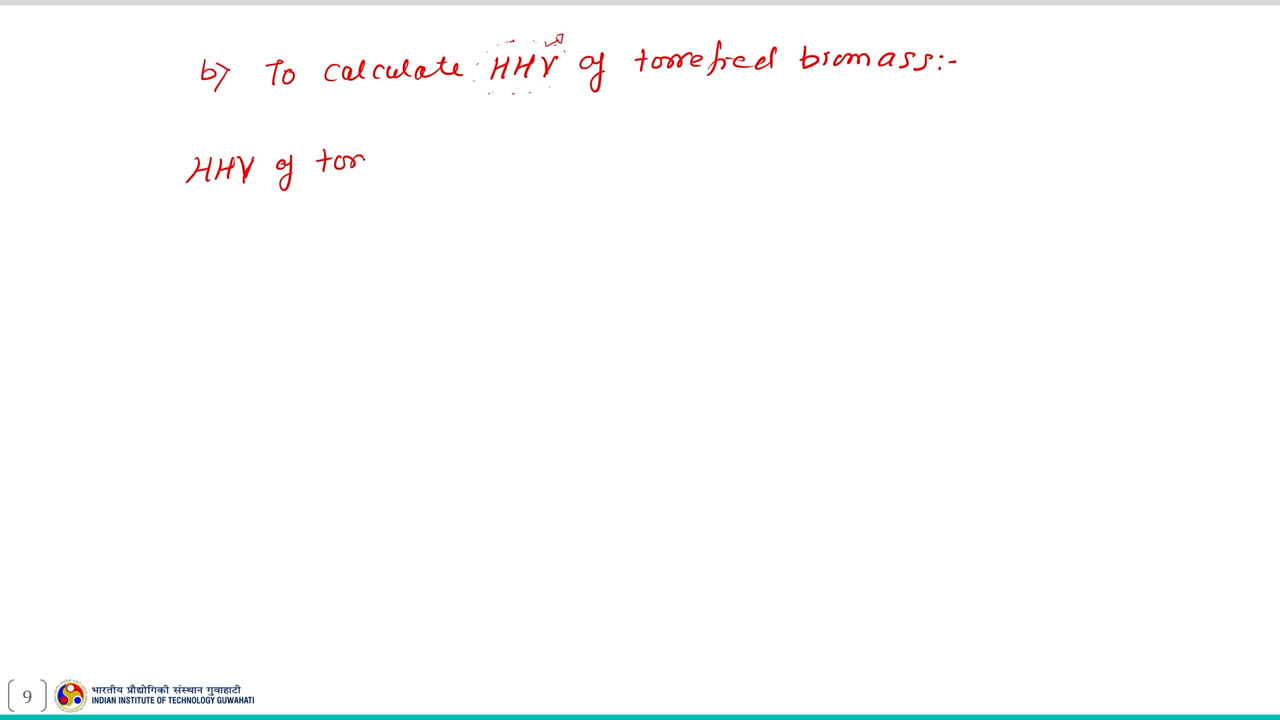 b) To calculate HHV of torrefied biomass:-
HHV of tor
9
भारतीय प्रौद्योगिकी संस्थान गुवाहाटी
INDIAN INSTITUTE OF TECHNOLOGY GUWAHATI